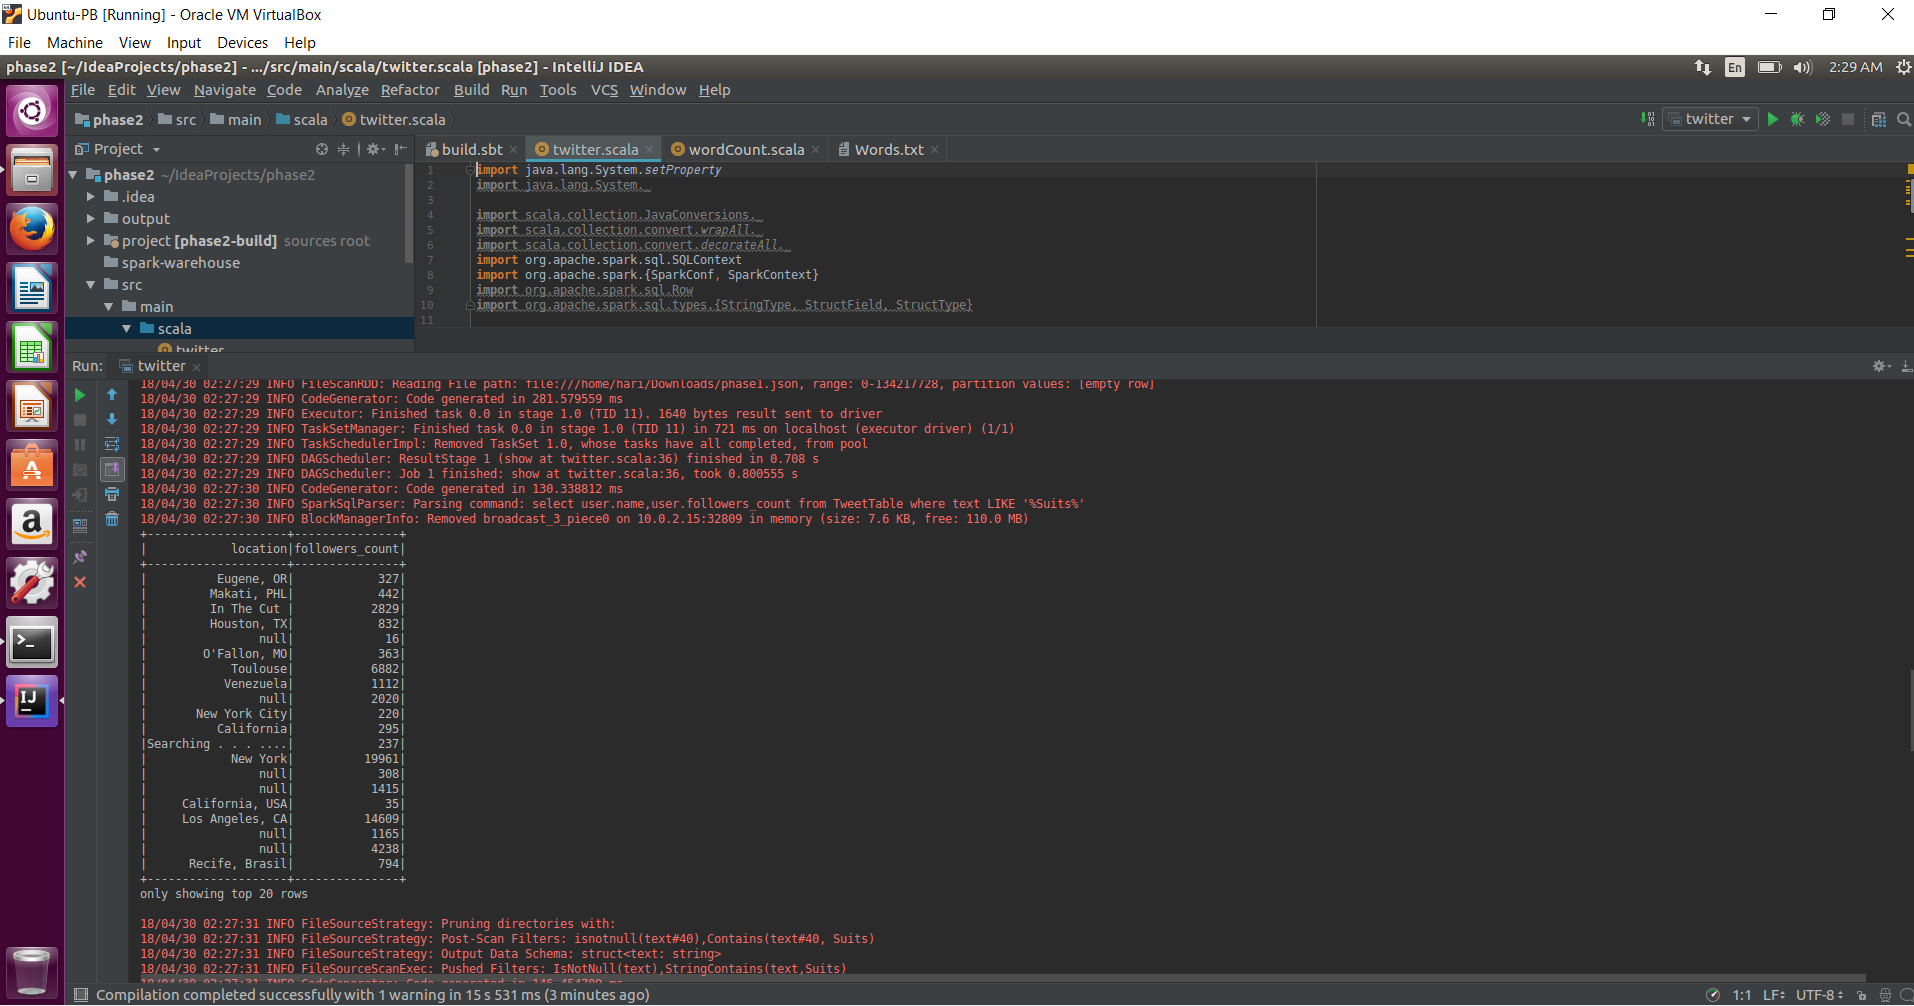 Ubuntu-PB [Running] - Oracle VM VirtualBox
File Machine View Input Devices Help
phase2 [~/IdeaProjects/phase2] - .../src/main/scala/twitter.scala [phase2] - IntelliJ IDEA
En 2:29 AM
File Edit View Navigate Code Analyze Refactor Build Run Tools VCS Window Help
phase2 src main scala twitter.scala twitter
Project build.sbt twitter.scala wordCount.scala Words.txt
phase2 ~/IdeaProjects/phase2
.idea
output
project [phase2-build] sources root
spark-warehouse
src
main
scala
twitter
1 import java.lang.System.setProperty
2 import java.lang.System._
3
4 import scala.collection.JavaConversions._
5 import scala.collection.convert.wrapAll._
6 import scala.collection.convert.decorateAll._
7 import org.apache.spark.sql.SQLContext
8 import org.apache.spark.{SparkConf, SparkContext}
9 import org.apache.spark.sql.Row
10 import org.apache.spark.sql.types.{StringType, StructField, StructType}
11
Run: twitter
18/04/30 02:27:29 INFO FileScanRDD: Reading File path: file:///home/hari/Downloads/phase1.json, range: 0-134217728, partition values: [empty row]
18/04/30 02:27:29 INFO CodeGenerator: Code generated in 281.579559 ms
18/04/30 02:27:29 INFO Executor: Finished task 0.0 in stage 1.0 (TID 11). 1640 bytes result sent to driver
18/04/30 02:27:29 INFO TaskSetManager: Finished task 0.0 in stage 1.0 (TID 11) in 721 ms on localhost (executor driver) (1/1)
18/04/30 02:27:29 INFO TaskSchedulerImpl: Removed TaskSet 1.0, whose tasks have all completed, from pool
18/04/30 02:27:29 INFO DAGScheduler: ResultStage 1 (show at twitter.scala:36) finished in 0.708 s
18/04/30 02:27:29 INFO DAGScheduler: Job 1 finished: show at twitter.scala:36, took 0.800555 s
18/04/30 02:27:30 INFO CodeGenerator: Code generated in 130.338812 ms
18/04/30 02:27:30 INFO SparkSqlParser: Parsing command: select user.name,user.followers_count from TweetTable where text LIKE '%Suits%'
18/04/30 02:27:30 INFO BlockManagerInfo: Removed broadcast_3_piece0 on 10.0.2.15:32809 in memory (size: 7.6 KB, free: 110.0 MB)
+--------------------+---------------+
| location|followers_count|
+--------------------+---------------+
| Eugene, OR| 327|
| Makati, PHL| 442|
| In The Cut | 2829|
| Houston, TX| 832|
| null| 16|
| O'Fallon, MO| 363|
| Toulouse| 6882|
| Venezuela| 1112|
| null| 2020|
| New York City| 220|
| California| 295|
|Searching . . . ....| 237|
| New York| 19961|
| null| 308|
| null| 1415|
| California, USA| 35|
| Los Angeles, CA| 14609|
| null| 1165|
| null| 4238|
| Recife, Brasil| 794|
+--------------------+---------------+
only showing top 20 rows
18/04/30 02:27:31 INFO FileSourceStrategy: Pruning directories with:
18/04/30 02:27:31 INFO FileSourceStrategy: Post-Scan Filters: isnotnull(text#40),Contains(text#40, Suits)
18/04/30 02:27:31 INFO FileSourceStrategy: Output Data Schema: struct<text: string>
18/04/30 02:27:31 INFO FileSourceScanExec: Pushed Filters: IsNotNull(text),StringContains(text,Suits)
18/04/30 02:27:31 INFO CodeGenerator: Code generated in 146.454700 ms
Compilation completed successfully with 1 warning in 15 s 531 ms (3 minutes ago) 1:1 LF UTF-8